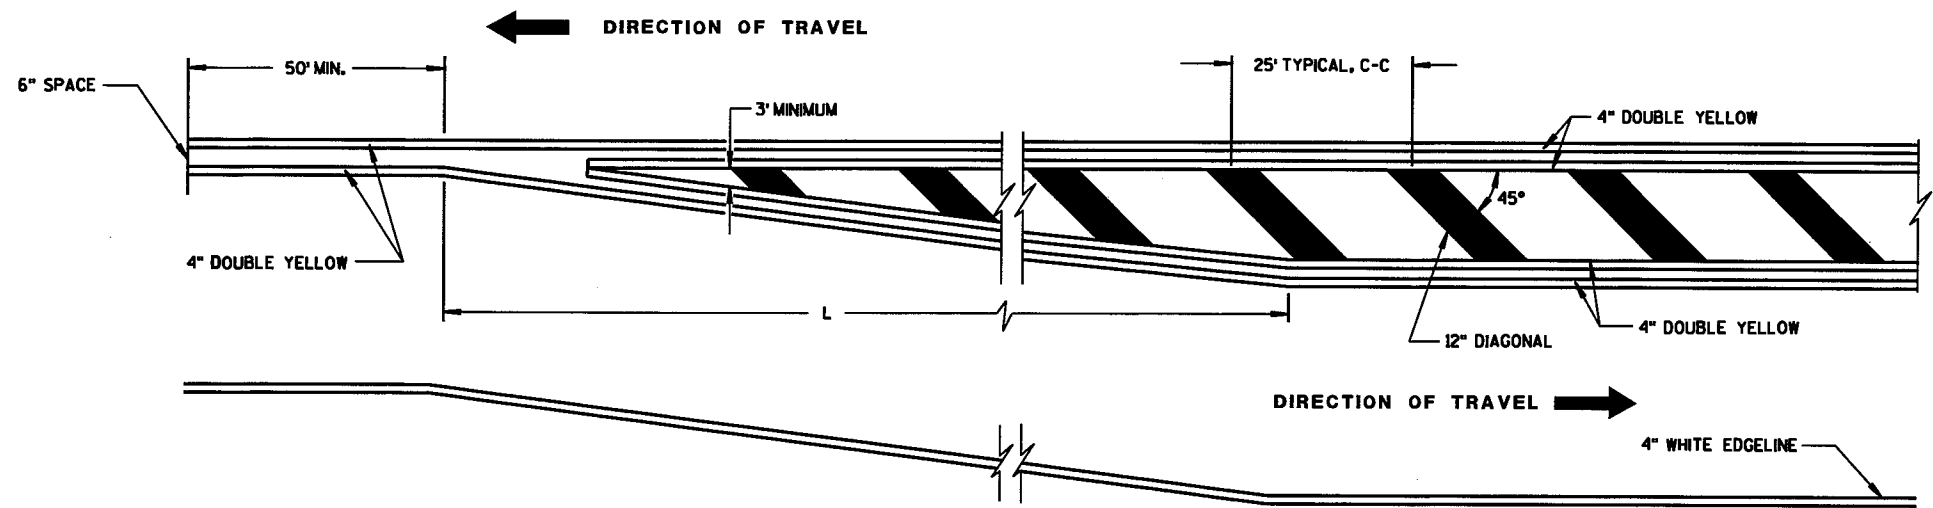 DIRECTION OF TRAVEL
50' MIN.
25' TYPICAL, C-C
6" SPACE
3' MINIMUM
4" DOUBLE YELLOW
45°
4" DOUBLE YELLOW
L
4" DOUBLE YELLOW
12" DIAGONAL
DIRECTION OF TRAVEL
4" WHITE EDGELINE